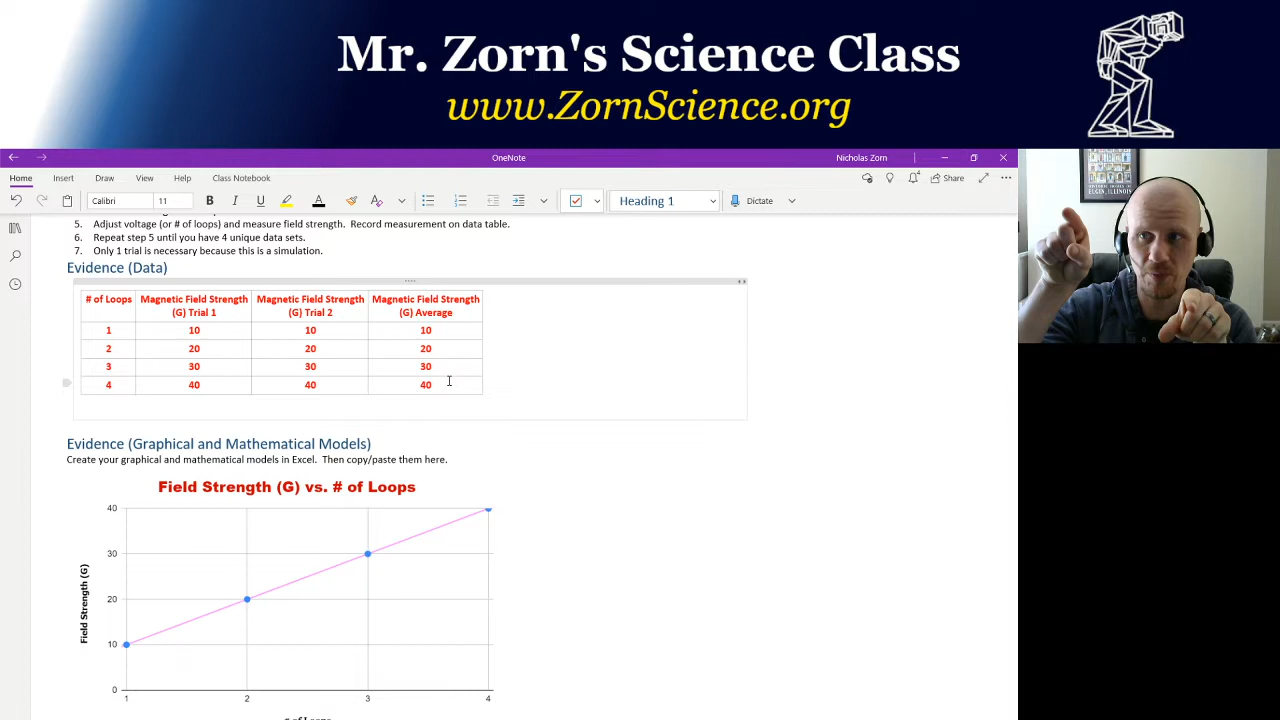 Mr. Zorn's Science Class
www.ZornScience.org
OneNote
Nicholas Zorn
Home Insert Draw View Help Class Notebook
Share
Calibri 11 B I U A Heading 1 Dictate
5. Adjust voltage (or # of loops) and measure field strength. Record measurement on data table.
6. Repeat step 5 until you have 4 unique data sets.
7. Only 1 trial is necessary because this is a simulation.
Evidence (Data)
# of Loops Magnetic Field Strength (G) Trial 1 Magnetic Field Strength (G) Trial 2 Magnetic Field Strength (G) Average
1 10 10 10
2 20 20 20
3 30 30 30
4 40 40 40
Evidence (Graphical and Mathematical Models)
Create your graphical and mathematical models in Excel. Then copy/paste them here.
Field Strength (G) vs. # of Loops
Field Strength (G)
40
30
20
10
0
1 2 3 4
# of Loops
ELGIN, ILLINOIS